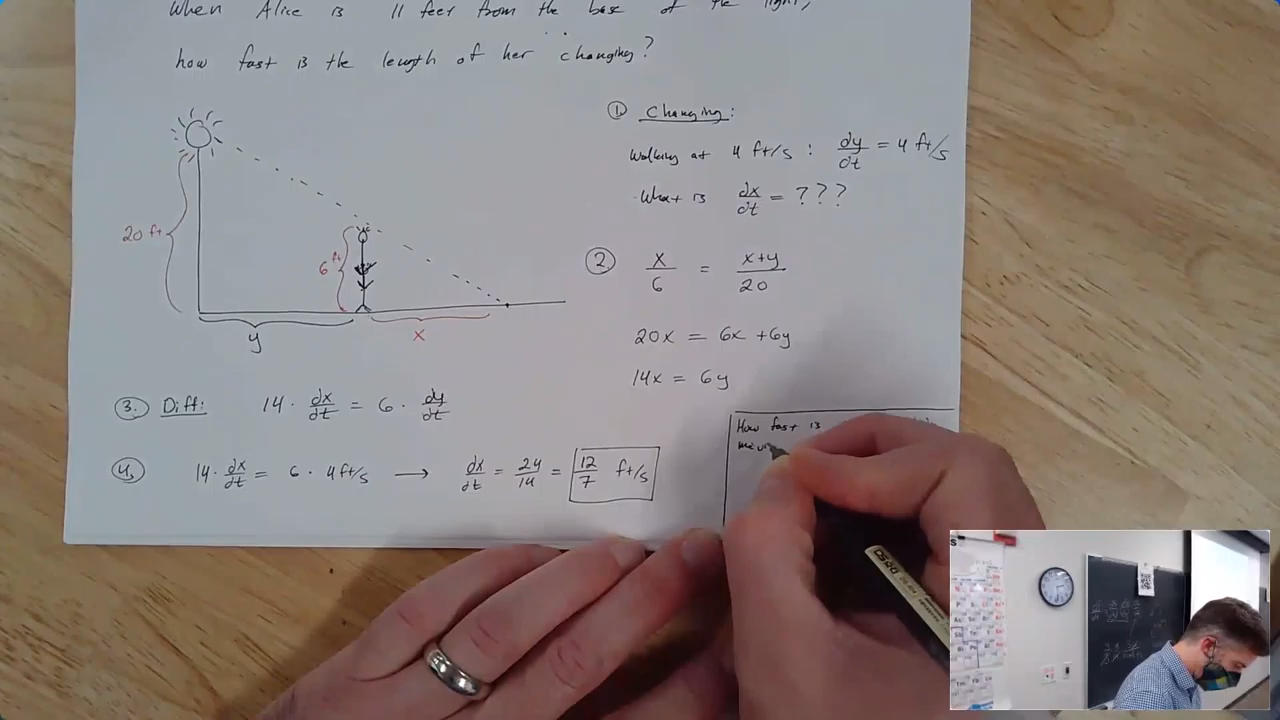 When Alice is 11 feet from the base of the light,
how fast is the length of her changing?
20 ft
6 ft
y
x
① Changing:
Walking at 4 ft/s : dy/dt = 4 ft/s
What is dx/dt = ???
② x/6 = x+y/20
20x = 6x + 6y
14x = 6y
③. Diff: 14 · dx/dt = 6 · dy/dt
④. 14 · dx/dt = 6 · 4 ft/s → dx/dt = 24/14 = 12/7 ft/s
How fast is